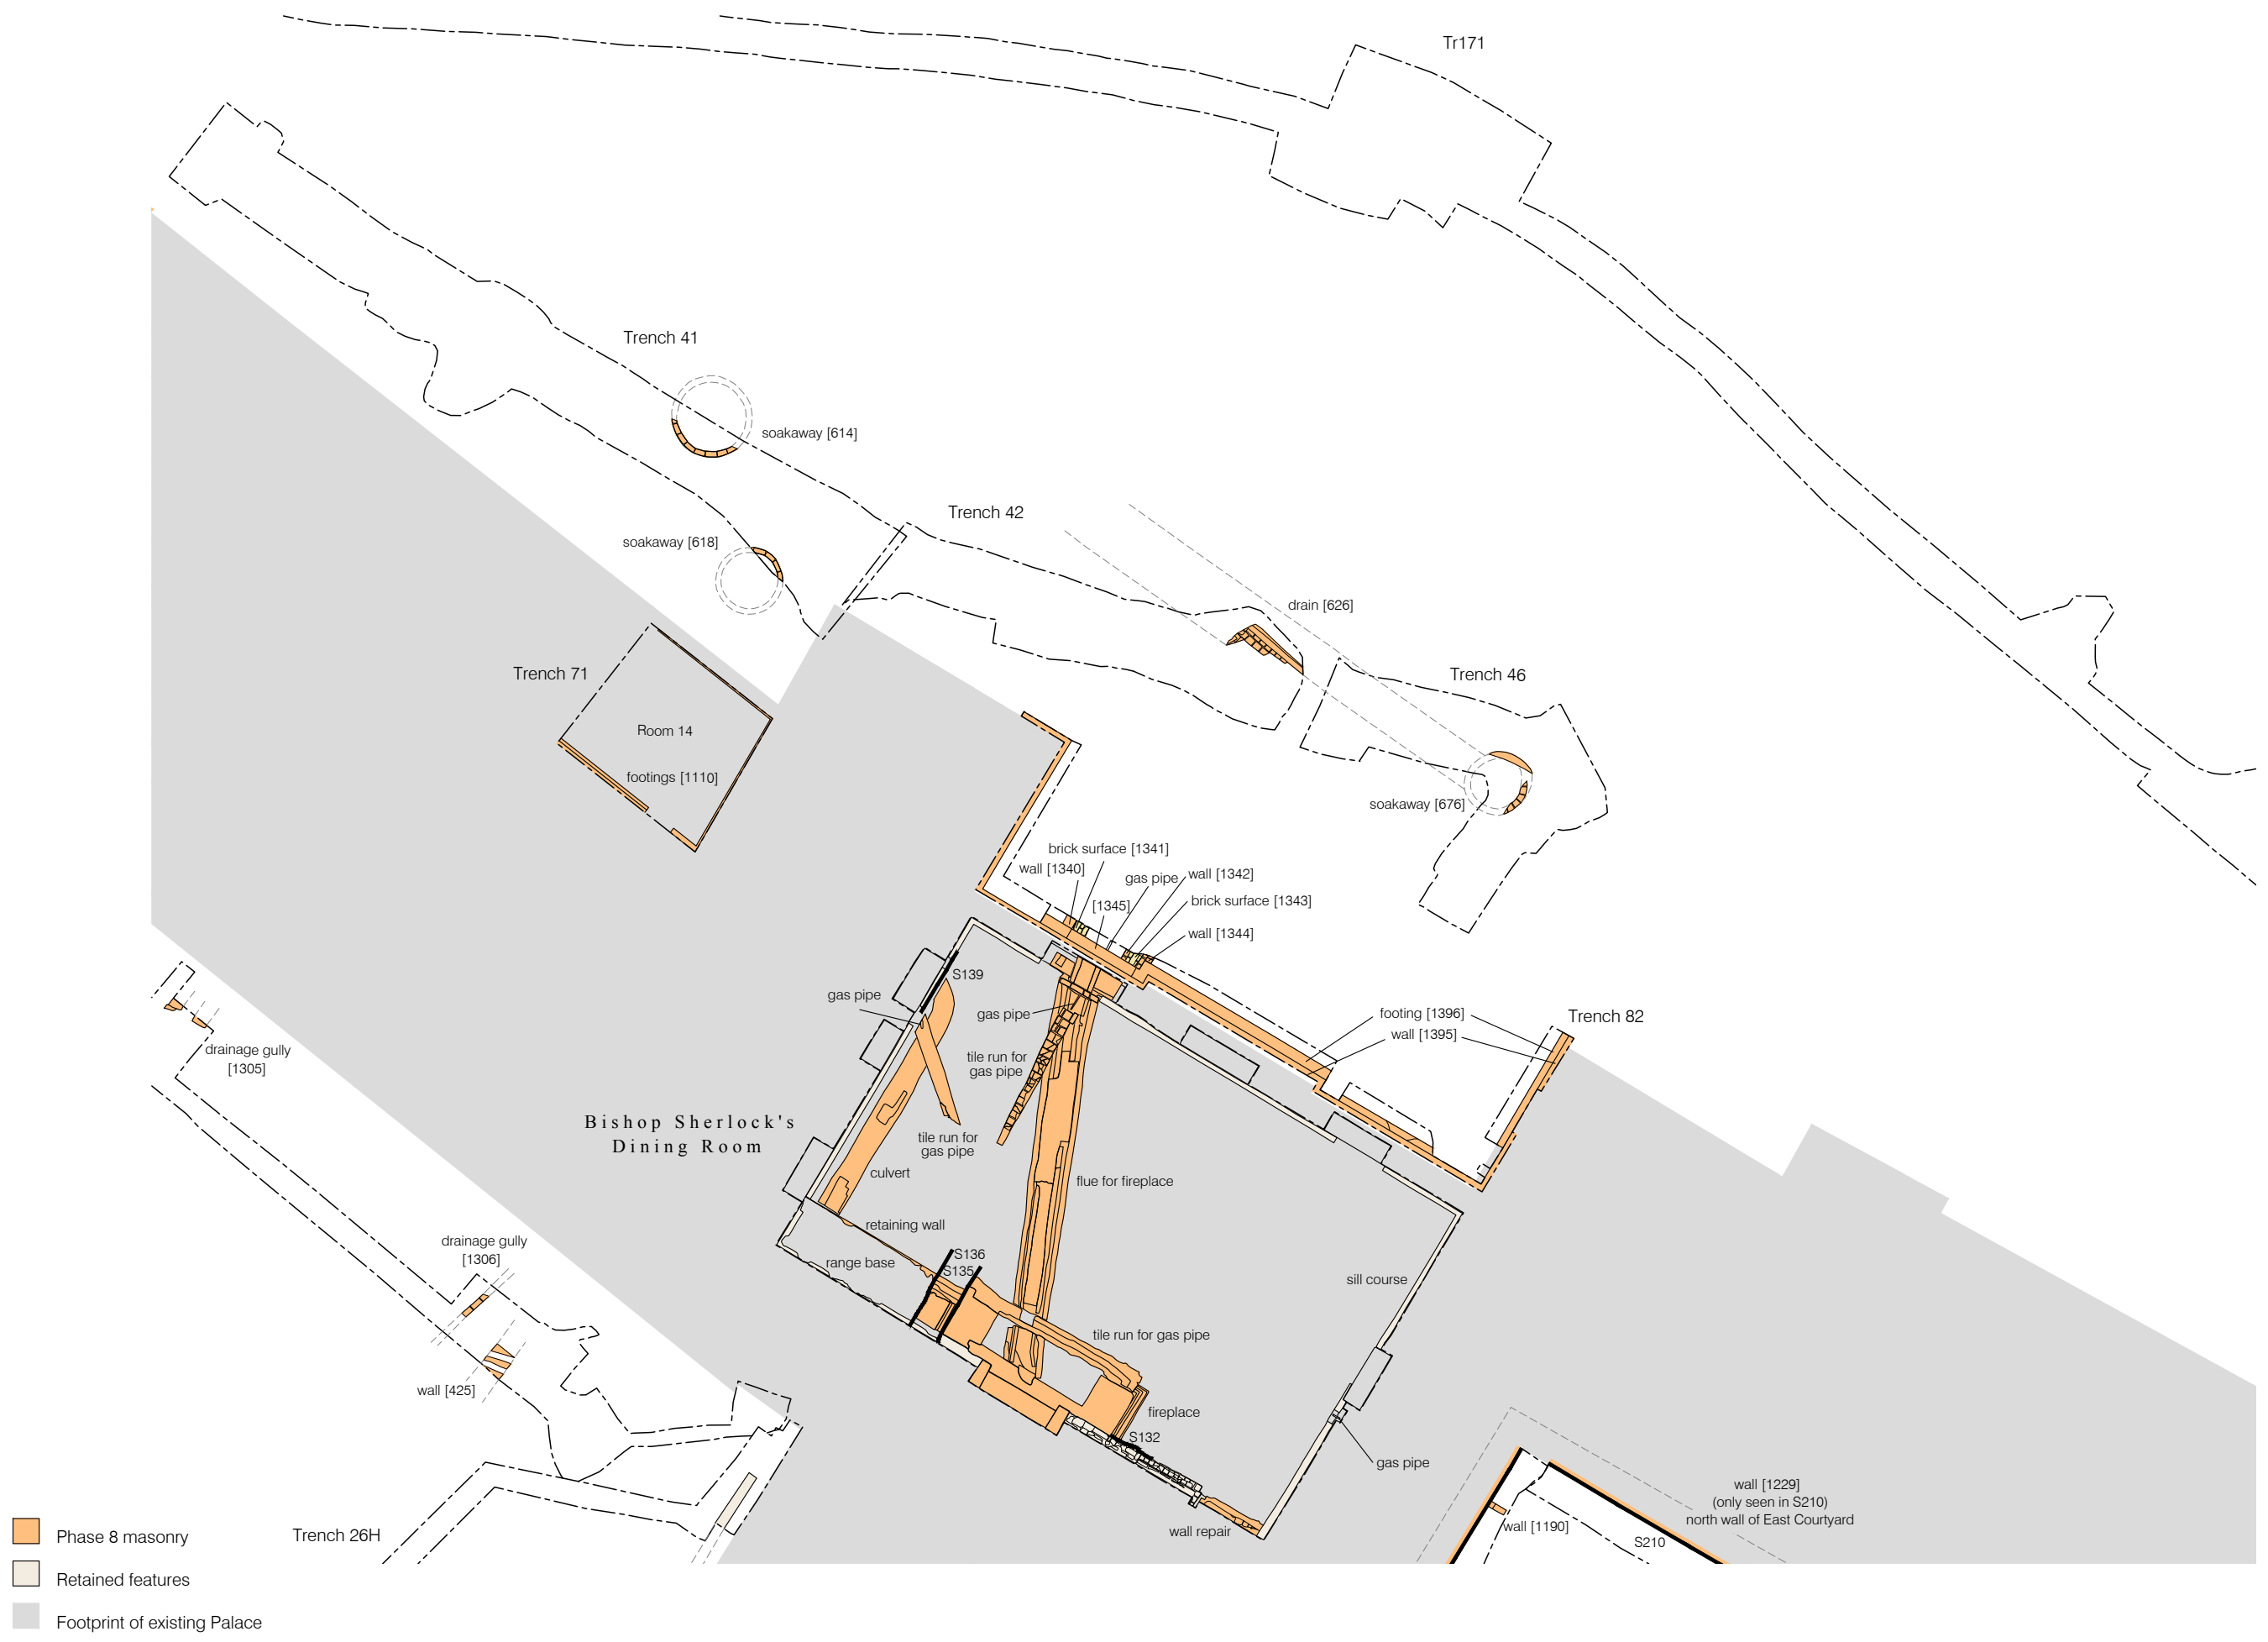 Tr171
Trench 41
soakaway [614]
Trench 42
soakaway [618]
drain [626]
Trench 71
Trench 46
Room 14
footings [1110]
soakaway [676]
brick surface [1341]
wall [1340]
gas pipe
wall [1342]
[1345]
brick surface [1343]
wall [1344]
S139
gas pipe
gas pipe
footing [1396]
Trench 82
wall [1395]
drainage gully
[1305]
tile run for
gas pipe
Bishop Sherlock's
Dining Room
tile run for
gas pipe
culvert
flue for fireplace
retaining wall
drainage gully
[1306]
range base
S136
S135
sill course
tile run for gas pipe
wall [425]
fireplace
S132
gas pipe
wall [1229]
(only seen in S210)
north wall of East Courtyard
wall repair
wall [1190]
S210
Trench 26H
Phase 8 masonry
Retained features
Footprint of existing Palace